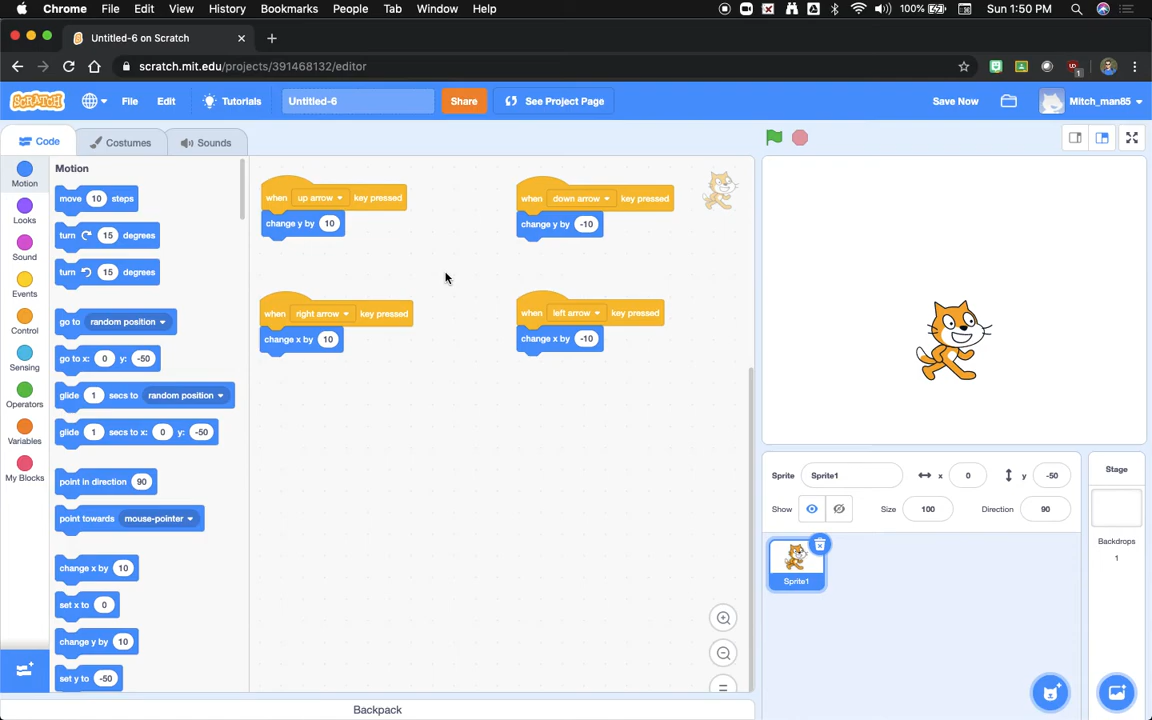 Chrome File Edit View History Bookmarks People Tab Window Help 100% Sun 1:50 PM
Untitled-6 on Scratch
scratch.mit.edu/projects/391468132/editor
SCRATCH File Edit Tutorials Untitled-6 Share See Project Page Save Now Mitch_man85
Code Costumes Sounds
Motion
Looks
Sound
Events
Control
Sensing
Operators
Variables
My Blocks
Motion
move 10 steps
turn 15 degrees
turn 15 degrees
go to random position
go to x: 0 y: -50
glide 1 secs to random position
glide 1 secs to x: 0 y: -50
point in direction 90
point towards mouse-pointer
change x by 10
set x to 0
change y by 10
set y to -50
when up arrow key pressed
change y by 10
when down arrow key pressed
change y by -10
when right arrow key pressed
change x by 10
when left arrow key pressed
change x by -10
Backpack
Sprite Sprite1 x 0 y -50
Show Size 100 Direction 90
Sprite1
Stage
Backdrops
1